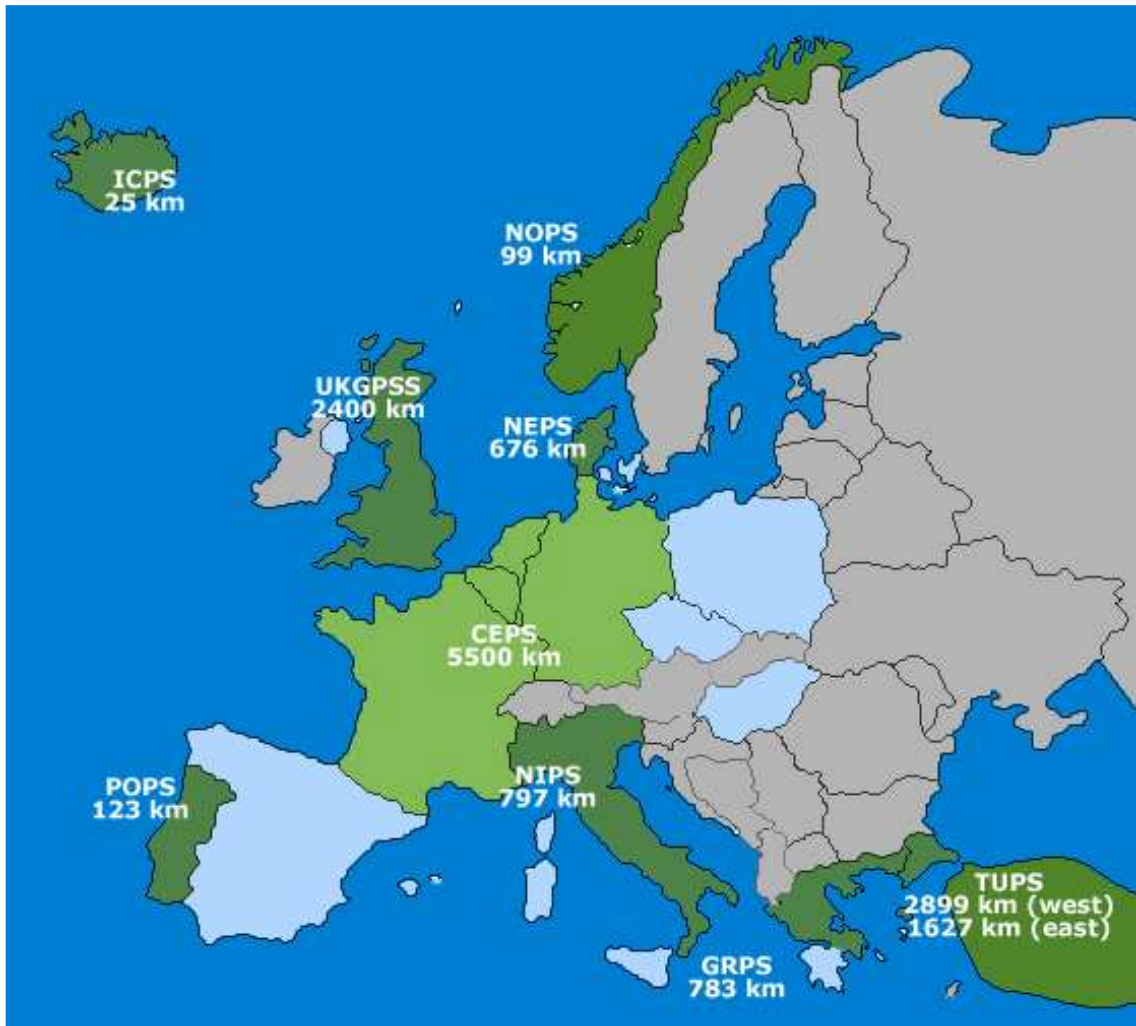 ICPS
25 km
NOPS
99 km
UKGPSS
2400 km
NEPS
676 km
CEPS
5500 km
POPS
123 km
NIPS
797 km
TUPS
2899 km (west)
1627 km (east)
GRPS
783 km